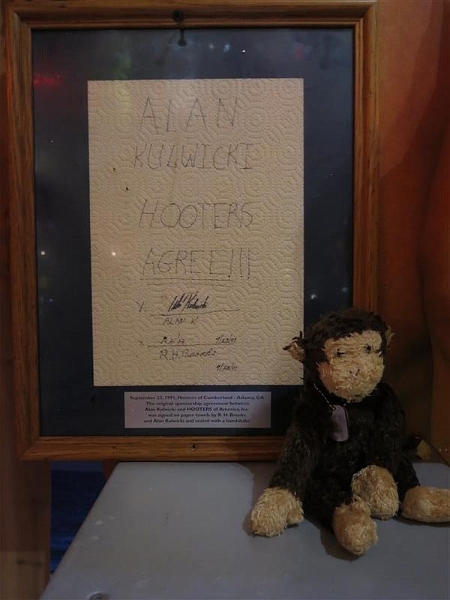 ALAN
KULWICKI
HOOTERS
AGREE!!!
ALAN K
R.H. Brooks
September 22, 1991, Hooters of Cumberland - Atlanta, GA
The original sponsorship agreement between
Alan Kulwicki and HOOTERS of America, Inc.
was signed on paper towels by R. H. Brooks
and Alan Kulwicki and sealed with a handshake